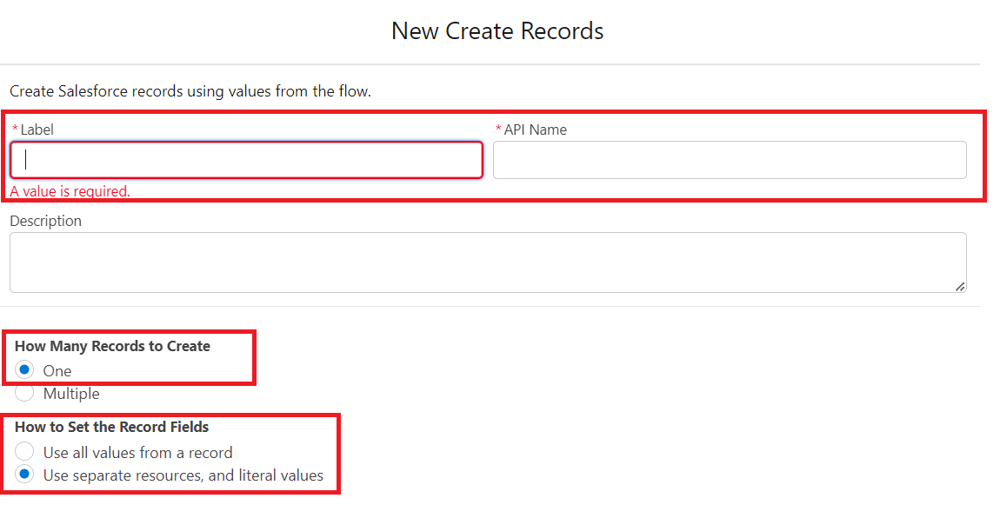 New Create Records
Create Salesforce records using values from the flow.
* Label
* API Name
A value is required.
Description
How Many Records to Create
One
Multiple
How to Set the Record Fields
Use all values from a record
Use separate resources, and literal values